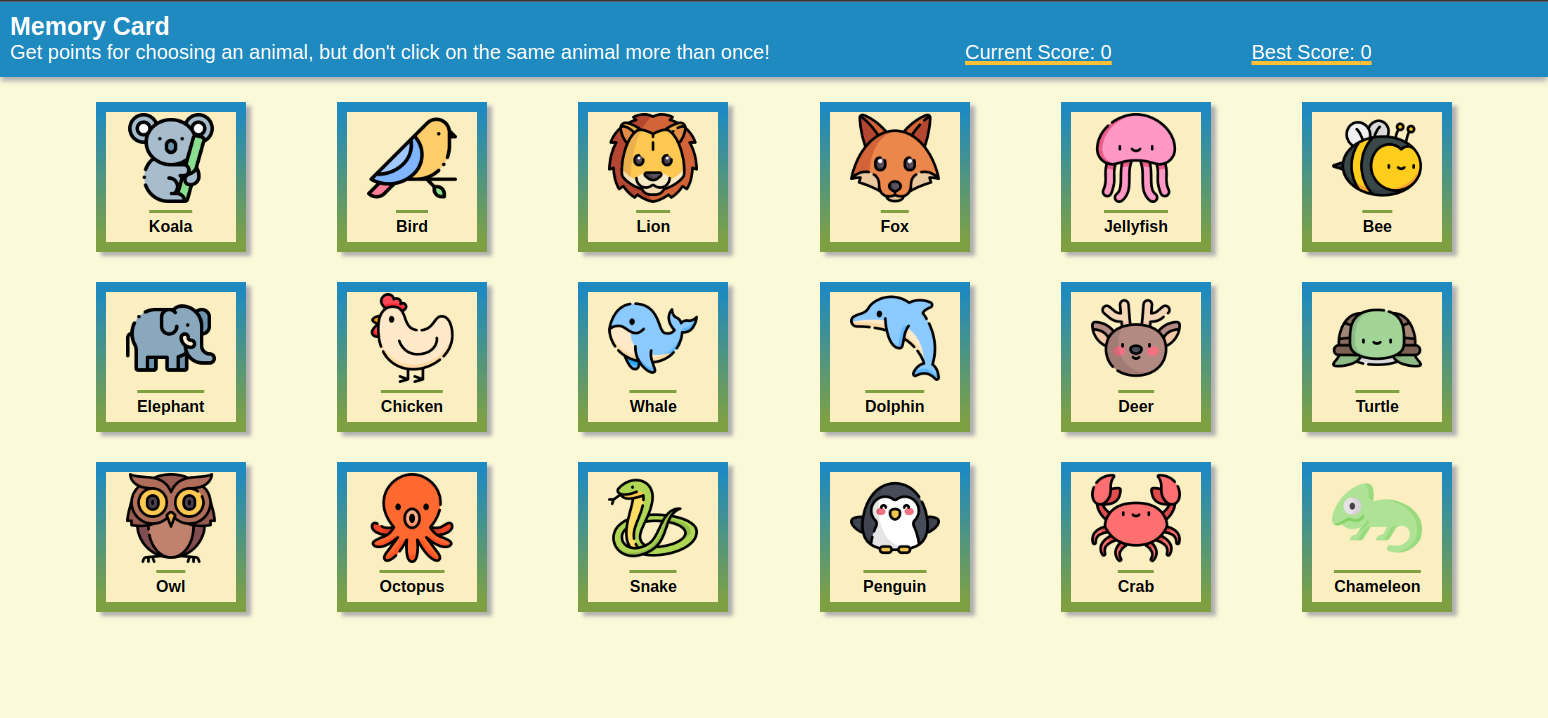 Memory Card
Get points for choosing an animal, but don't click on the same animal more than once!
Current Score: 0
Best Score: 0
Koala
Bird
Lion
Fox
Jellyfish
Bee
Elephant
Chicken
Whale
Dolphin
Deer
Turtle
Owl
Octopus
Snake
Penguin
Crab
Chameleon